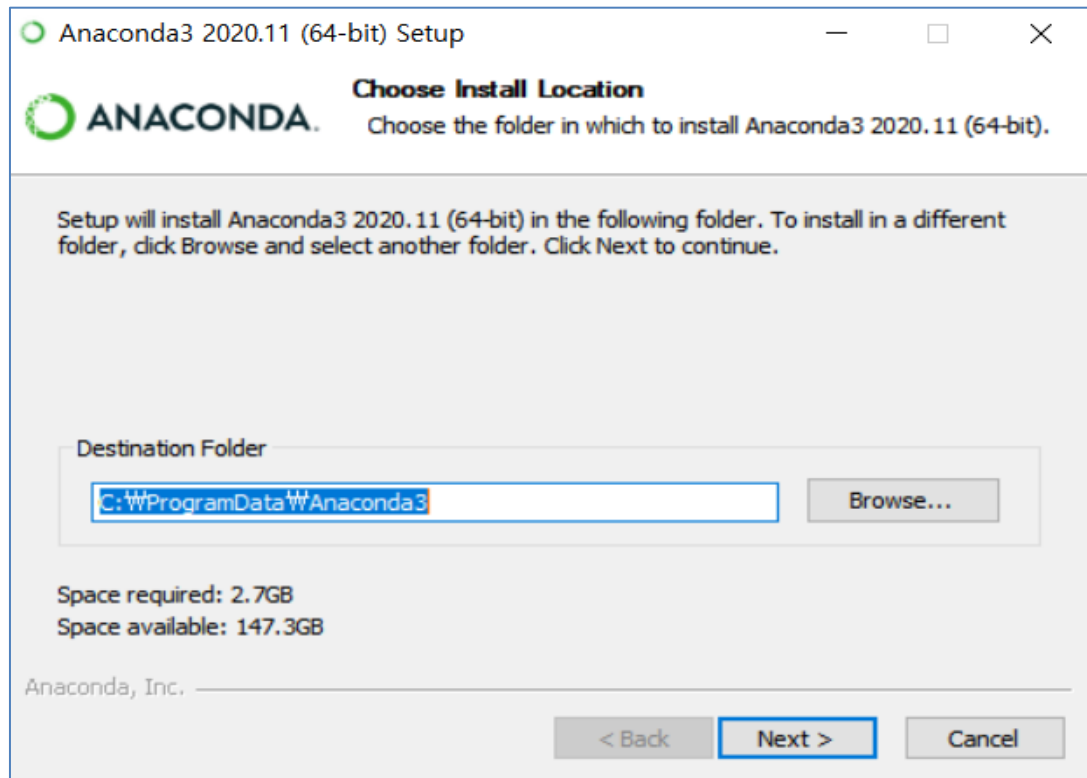 Anaconda3 2020.11 (64-bit) Setup
ANACONDA.
Choose Install Location
Choose the folder in which to install Anaconda3 2020.11 (64-bit).
Setup will install Anaconda3 2020.11 (64-bit) in the following folder. To install in a different
folder, click Browse and select another folder. Click Next to continue.
Destination Folder
C:₩ProgramData₩Anaconda3
Browse...
Space required: 2.7GB
Space available: 147.3GB
Anaconda, Inc.
< Back
Next >
Cancel